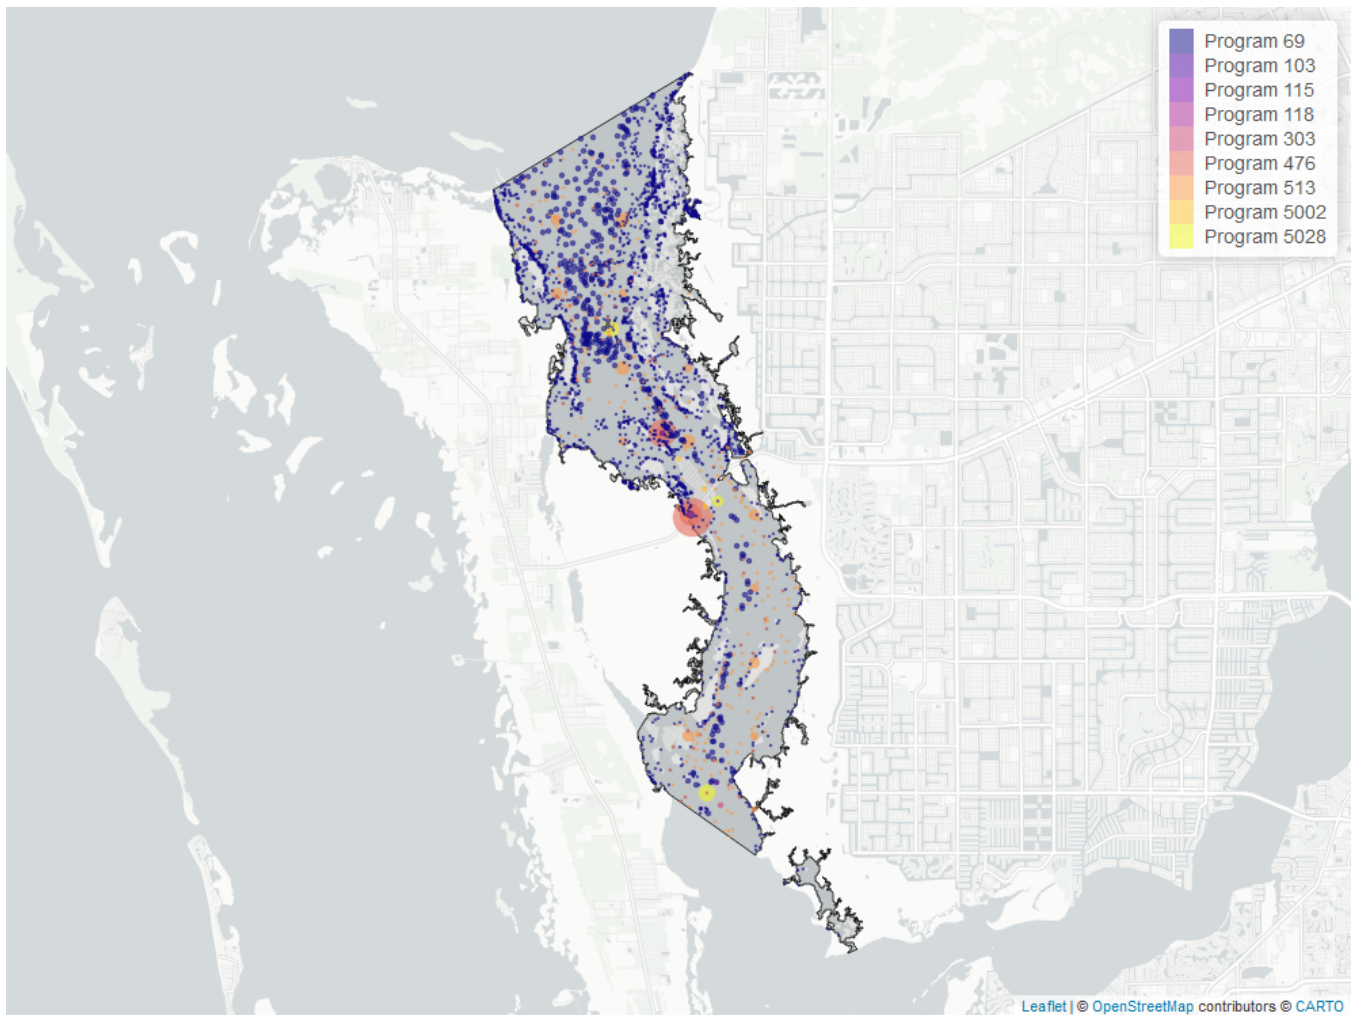 Program 69
Program 103
Program 115
Program 118
Program 303
Program 476
Program 513
Program 5002
Program 5028
Leaflet | © OpenStreetMap contributors © CARTO